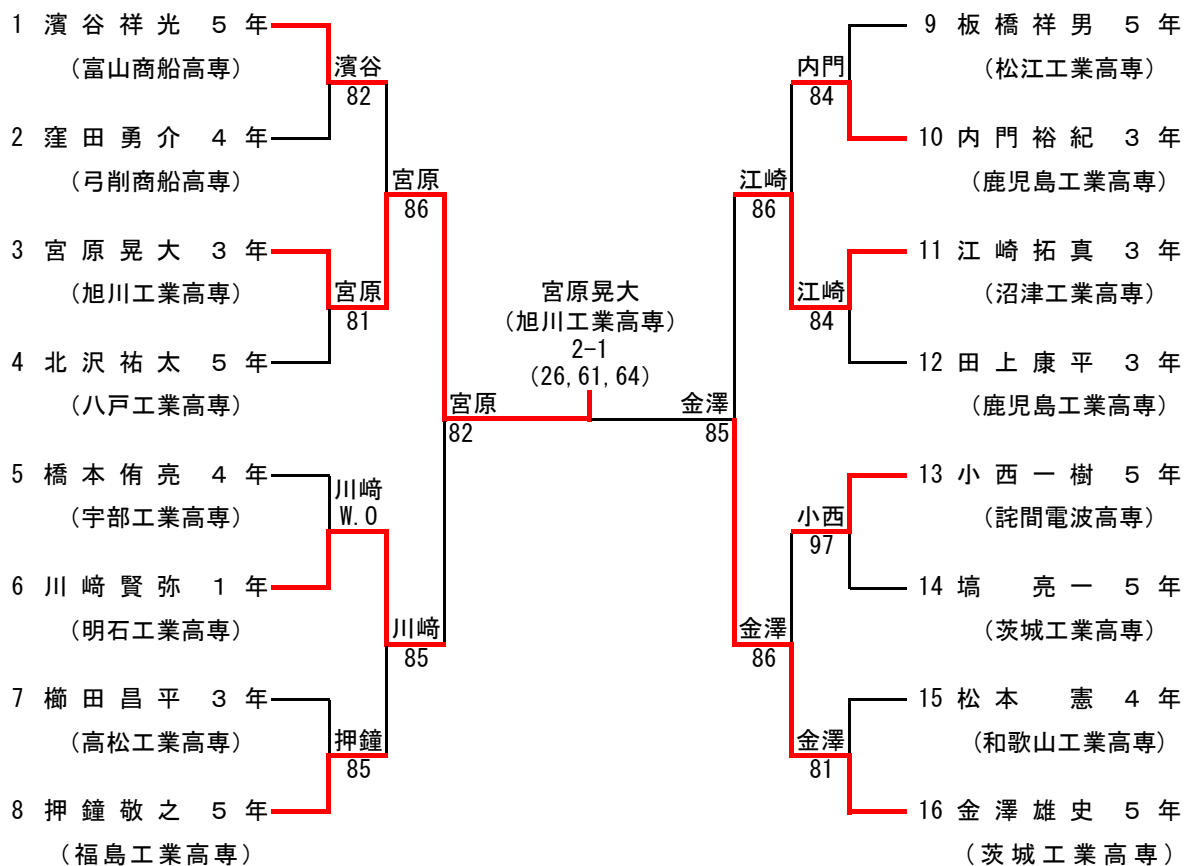 1 濱谷祥光 5年
（富山商船高専）
2 窪田勇介 4年
（弓削商船高専）
3 宮原晃大 3年
（旭川工業高専）
4 北沢祐太 5年
（八戸工業高専）
5 橋本侑亮 4年
（宇部工業高専）
6 川﨑賢弥 1年
（明石工業高専）
7 櫛田昌平 3年
（高松工業高専）
8 押鐘敬之 5年
（福島工業高専）
濱谷
82
宮原
81
川﨑
W.O
押鐘
85
宮原
86
川﨑
85
宮原
82
宮原晃大
（旭川工業高専）
2-1
（26,61,64）
金澤
85
江崎
86
金澤
86
内門
84
江崎
84
小西
97
金澤
81
9 板橋祥男 5年
（松江工業高専）
10 内門裕紀 3年
（鹿児島工業高専）
11 江崎拓真 3年
（沼津工業高専）
12 田上康平 3年
（鹿児島工業高専）
13 小西一樹 5年
（詫間電波高専）
14 塙　亮一 5年
（茨城工業高専）
15 松本　憲 4年
（和歌山工業高専）
16 金澤雄史 5年
（茨城工業高専）